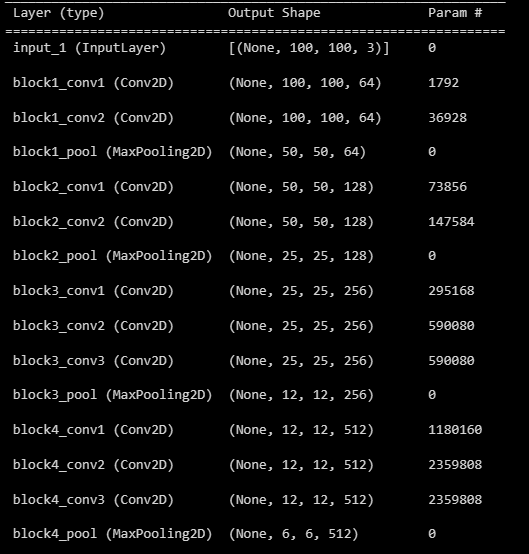 Layer (type) Output Shape Param #
=================================================================
input_1 (InputLayer) [(None, 100, 100, 3)] 0
block1_conv1 (Conv2D) (None, 100, 100, 64) 1792
block1_conv2 (Conv2D) (None, 100, 100, 64) 36928
block1_pool (MaxPooling2D) (None, 50, 50, 64) 0
block2_conv1 (Conv2D) (None, 50, 50, 128) 73856
block2_conv2 (Conv2D) (None, 50, 50, 128) 147584
block2_pool (MaxPooling2D) (None, 25, 25, 128) 0
block3_conv1 (Conv2D) (None, 25, 25, 256) 295168
block3_conv2 (Conv2D) (None, 25, 25, 256) 590080
block3_conv3 (Conv2D) (None, 25, 25, 256) 590080
block3_pool (MaxPooling2D) (None, 12, 12, 256) 0
block4_conv1 (Conv2D) (None, 12, 12, 512) 1180160
block4_conv2 (Conv2D) (None, 12, 12, 512) 2359808
block4_conv3 (Conv2D) (None, 12, 12, 512) 2359808
block4_pool (MaxPooling2D) (None, 6, 6, 512) 0